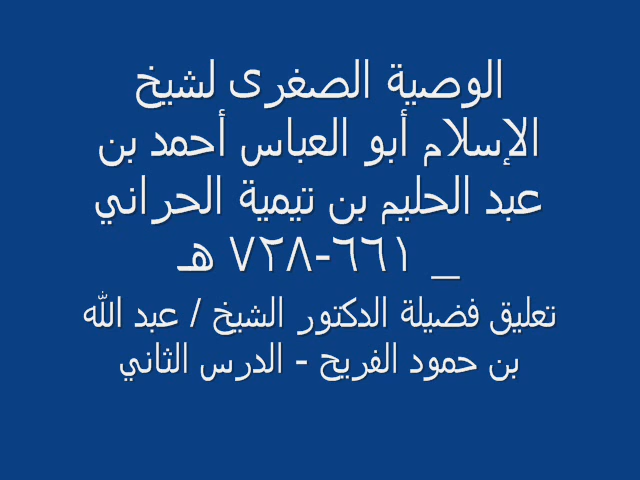 الوصية الصغرى لشيخ
الإسلام أبو العباس أحمد بن
عبد الحليم بن تيمية الحراني
_ ٦٦١-٧٢٨ هـ
تعليق فضيلة الدكتور الشيخ / عبد الله
بن حمود الفريح - الدرس الثاني